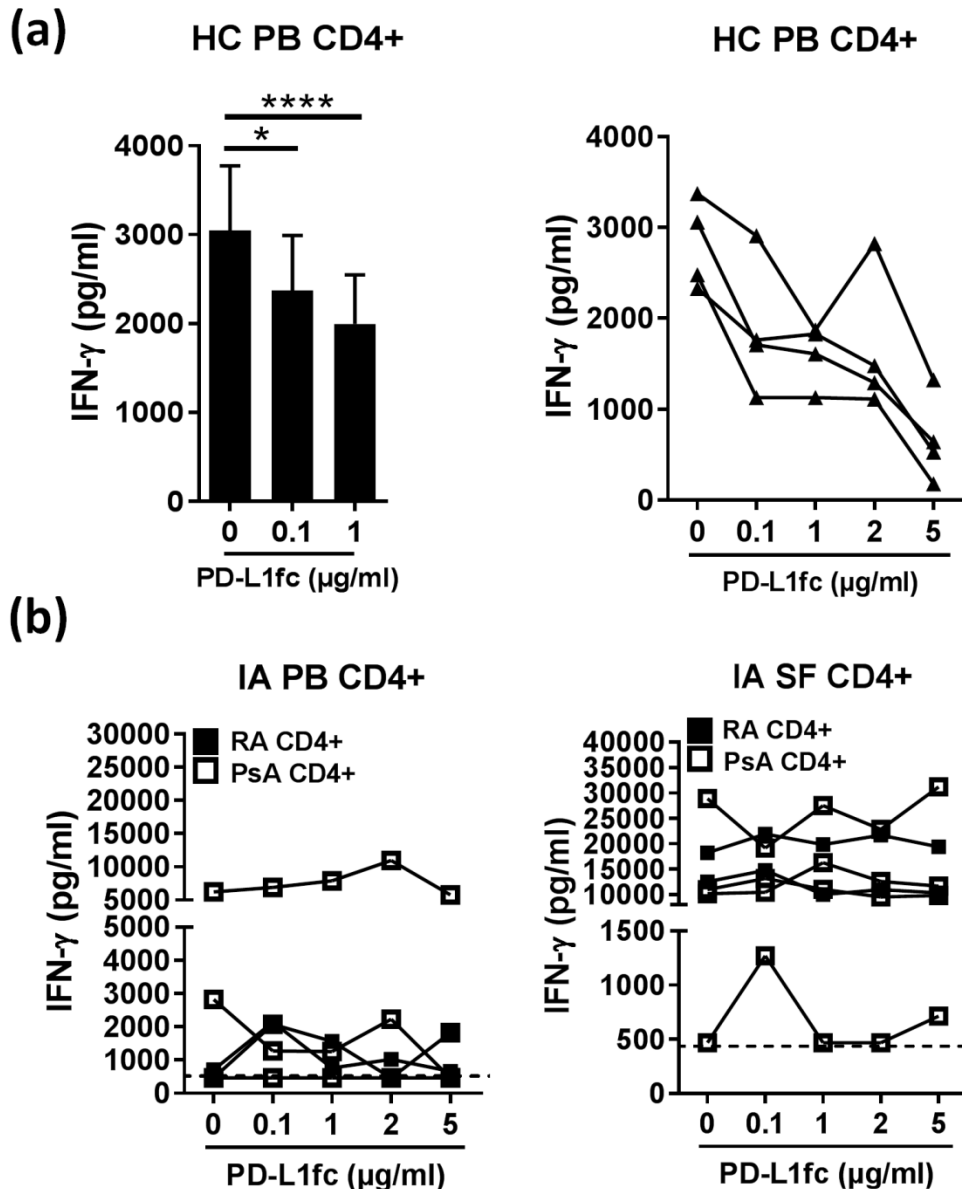 (a)
HC PB CD4+
****
*
4000
3000
2000
1000
0
IFN-γ (pg/ml)
0 0.1 1
PD-L1fc (µg/ml)
HC PB CD4+
4000
3000
2000
1000
0
IFN-γ (pg/ml)
0 0.1 1 2 5
PD-L1fc (µg/ml)
(b)
IA PB CD4+
RA CD4+
PsA CD4+
30000
25000
20000
15000
10000
5000
5000
4000
3000
2000
1000
0
IFN-γ (pg/ml)
0 0.1 1 2 5
PD-L1fc (µg/ml)
IA SF CD4+
RA CD4+
PsA CD4+
40000
35000
30000
25000
20000
15000
10000
1500
1000
500
0
IFN-γ (pg/ml)
0 0.1 1 2 5
PD-L1fc (µg/ml)